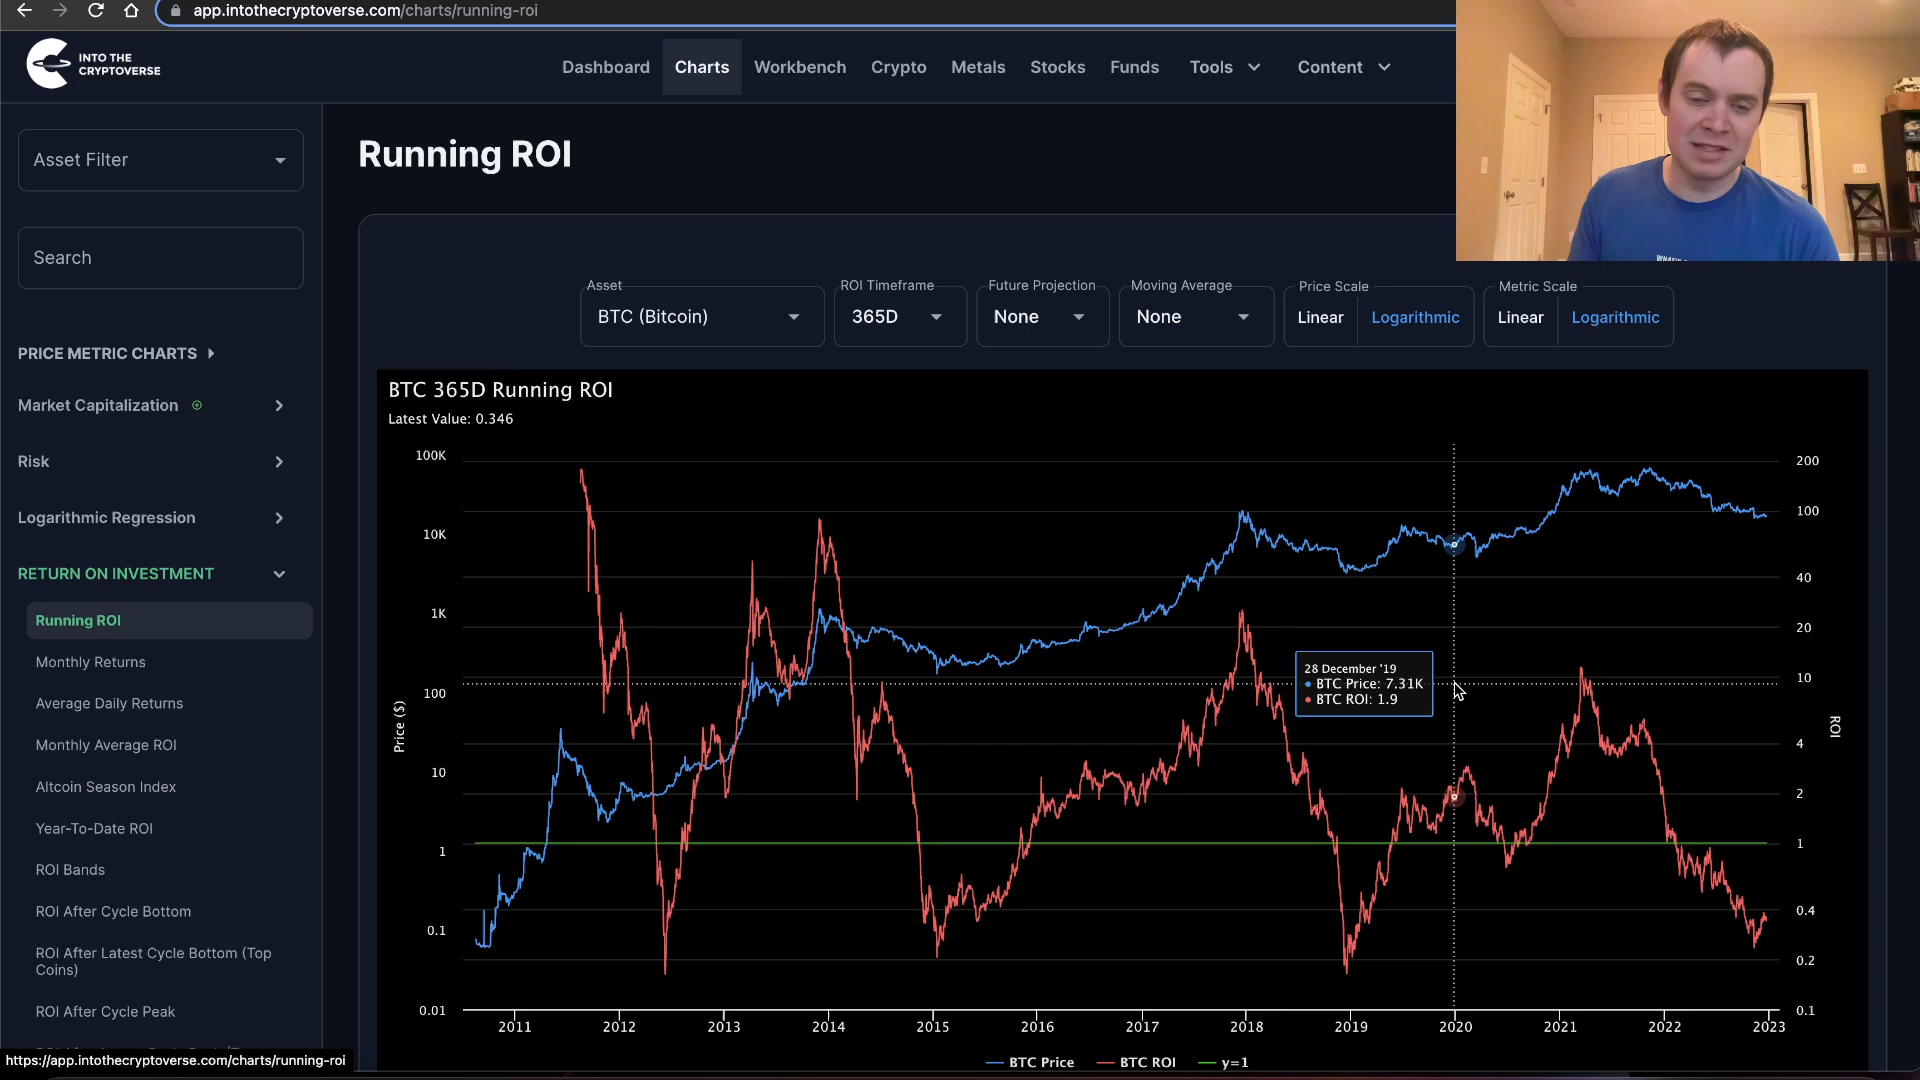 app.intothecryptoverse.com/charts/running-roi
INTO THE
CRYPTOVERSE
Dashboard Charts Workbench Crypto Metals Stocks Funds Tools Content
Asset Filter
Search
PRICE METRIC CHARTS
Market Capitalization
Risk
Logarithmic Regression
RETURN ON INVESTMENT
Running ROI
Monthly Returns
Average Daily Returns
Monthly Average ROI
Altcoin Season Index
Year-To-Date ROI
ROI Bands
ROI After Cycle Bottom
ROI After Latest Cycle Bottom (Top
Coins)
ROI After Cycle Peak
https://app.intothecryptoverse.com/charts/running-roi
Running ROI
Asset ROI Timeframe Future Projection Moving Average Price Scale Metric Scale
BTC (Bitcoin) 365D None None Linear Logarithmic Linear Logarithmic
BTC 365D Running ROI
Latest Value: 0.346
100K
10K
1K
100
10
1
0.1
0.01
Price ($)
28 December '19
BTC Price: 7.31K
BTC ROI: 1.9
200
100
40
20
10
4
2
1
0.4
0.2
0.1
ROI
2011 2012 2013 2014 2015 2016 2017 2018 2019 2020 2021 2022 2023
BTC Price BTC ROI y=1